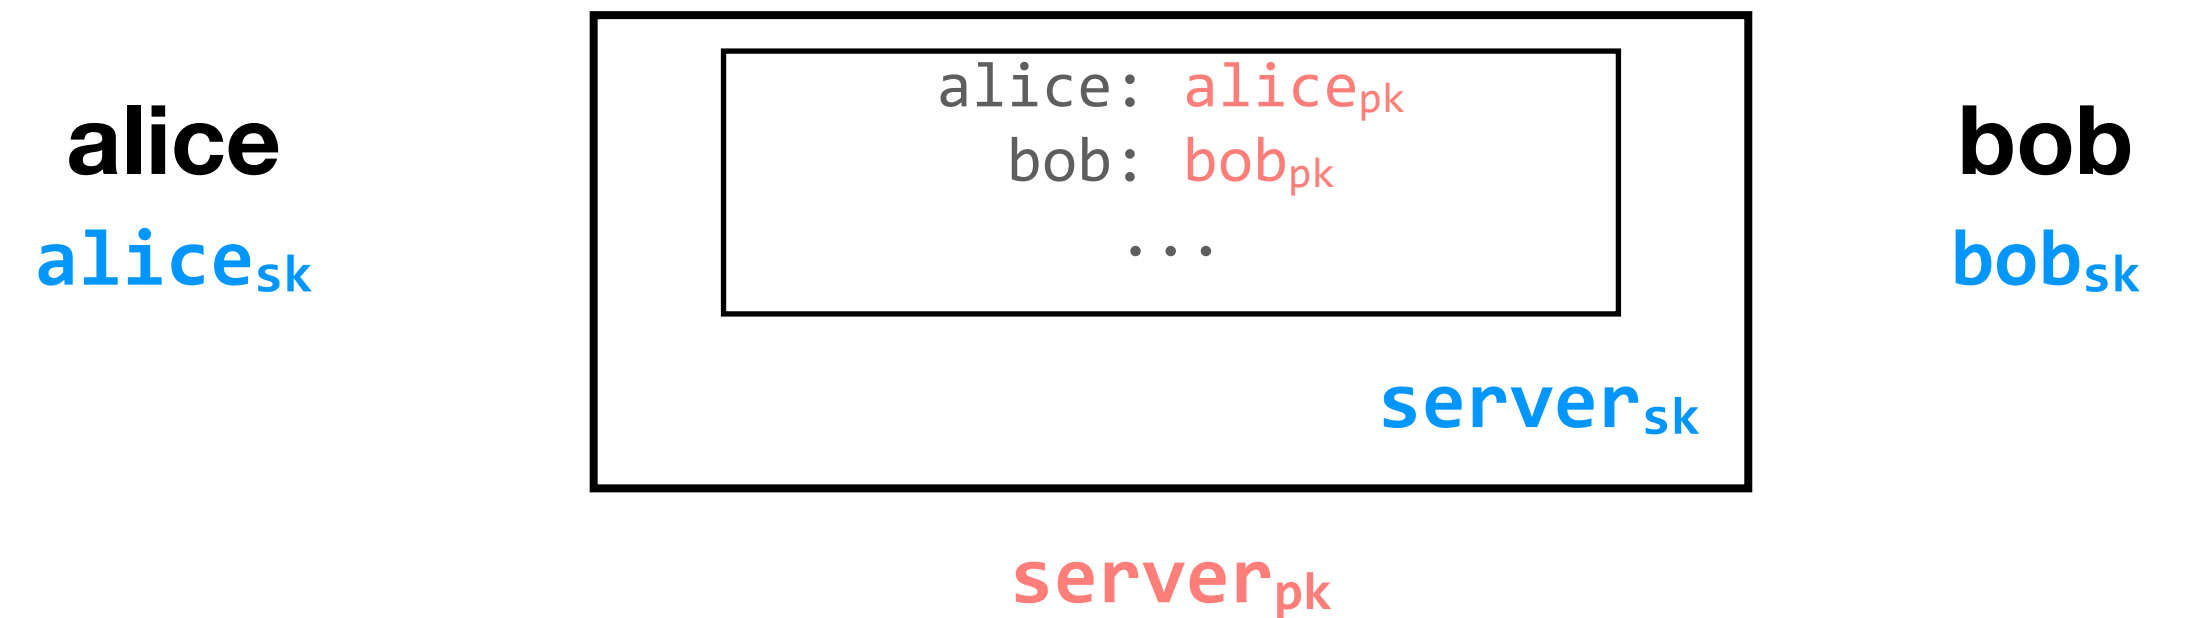 alice: alicepk
bob: bobpk
...
alice
alicesk
bob
bobsk
serversk
serverpk